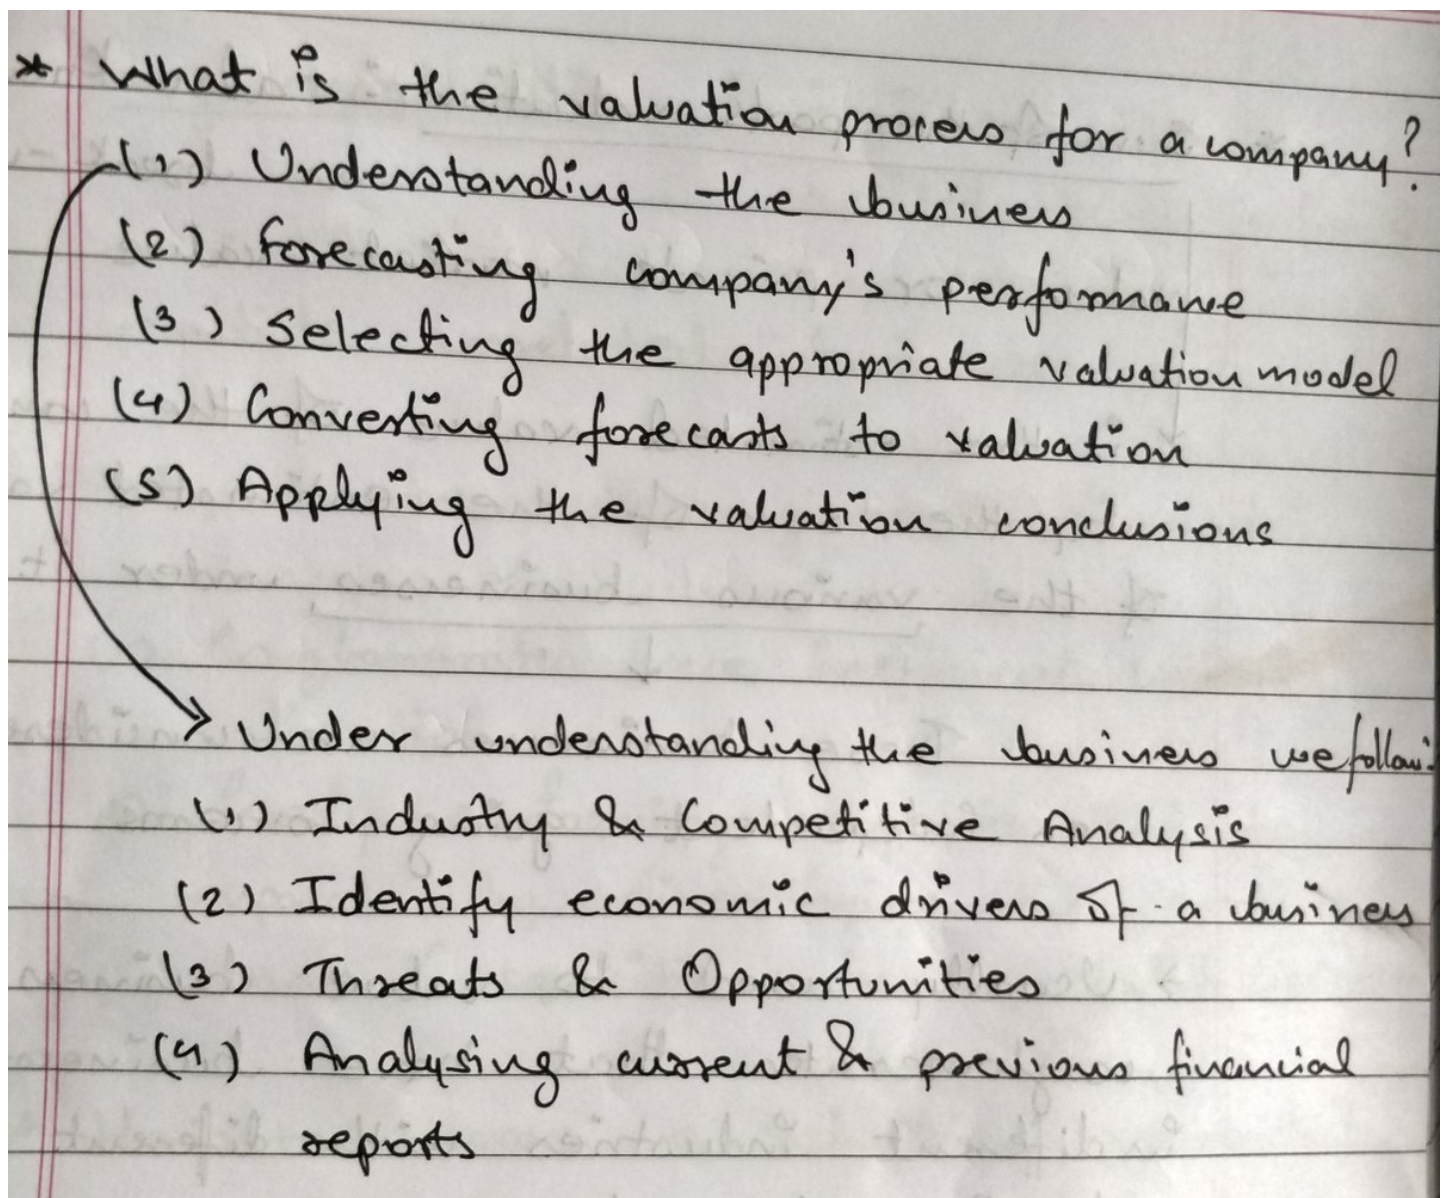 * What is the valuation process for a company?
(1) Understanding the business
(2) forecasting company's performance
(3) Selecting the appropriate valuation model
(4) Converting forecasts to valuation
(5) Applying the valuation conclusions
Under understanding the business we follow:
(1) Industry & Competitive Analysis
(2) Identify economic drivers of a business
(3) Threats & Opportunities
(4) Analysing current & previous financial
reports